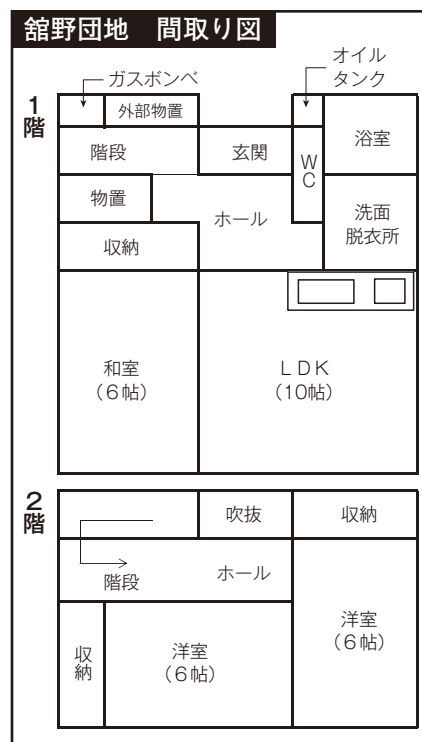 舘野団地　間取り図
1階
ガスボンベ
オイル
タンク
外部物置
階段
玄関
WC
浴室
物置
ホール
洗面
脱衣所
収納
和室
（6帖）
ＬＤＫ
（10帖）
2階
吹抜
収納
階段
ホール
収納
洋室
（6帖）
洋室
（6帖）